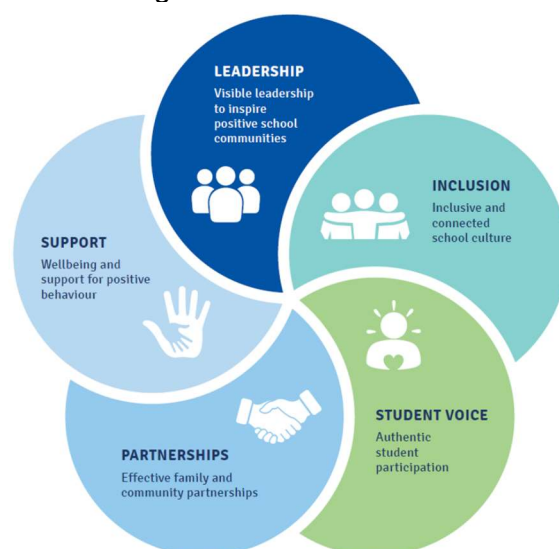 LEADERSHIP
Visible leadership
to inspire
positive school
communities
INCLUSION
Inclusive and
connected
school culture
STUDENT VOICE
Authentic
student
participation
PARTNERSHIPS
Effective family and
community partnerships
SUPPORT
Wellbeing and
support for positive
behaviour